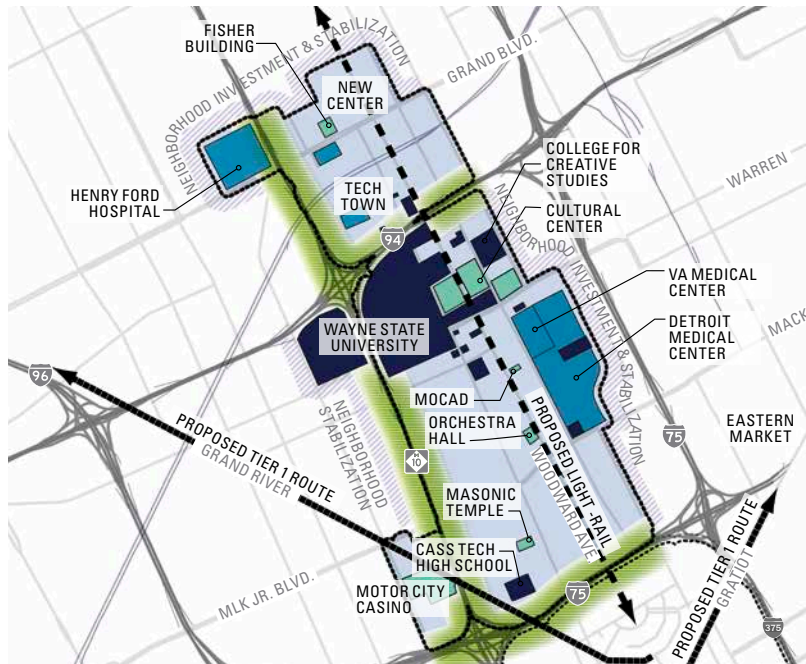 FISHER
BUILDING
NEIGHBORHOOD INVESTMENT & STABILIZATION
GRAND BLVD.
NEW
CENTER
COLLEGE FOR
CREATIVE
STUDIES
WARREN
HENRY FORD
HOSPITAL
TECH
TOWN
CULTURAL
CENTER
94
NEIGHBORHOOD INVESTMENT & STABILIZATION
VA MEDICAL
CENTER
WAYNE STATE
UNIVERSITY
DETROIT
MEDICAL
CENTER
MACK
96
MOCAD
PROPOSED TIER 1 ROUTE
GRAND RIVER
NEIGHBORHOOD
STABILIZATION
ORCHESTRA
HALL
PROPOSED LIGHT-RAIL
WOODWARD AVE.
75
EASTERN
MARKET
M
10
MASONIC
TEMPLE
CASS TECH
HIGH SCHOOL
MOTOR CITY
CASINO
MLK JR. BLVD.
75
PROPOSED TIER 1 ROUTE
GRATIOT
375